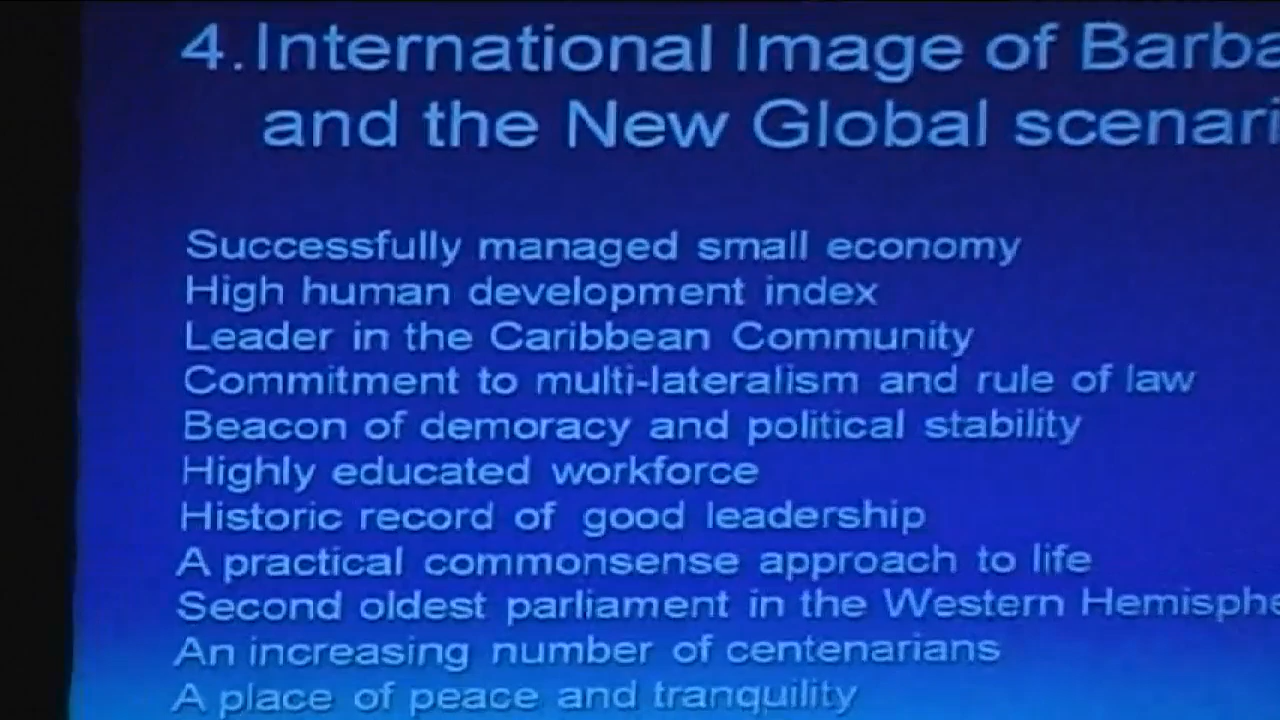 4. International Image of Barba
and the New Global scenari
Successfully managed small economy
High human development index
Leader in the Caribbean Community
Commitment to multi-lateralism and rule of law
Beacon of demoracy and political stability
Highly educated workforce
Historic record of good leadership
A practical commonsense approach to life
Second oldest parliament in the Western Hemisphe
An increasing number of centenarians
A place of peace and tranquility